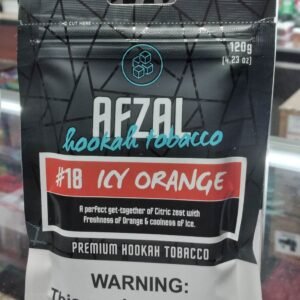 CUT HERE
120g
[4.23 oz]
AFZAL
hookah tobacco
#18 ICY ORANGE
A perfect get-together of Citric zest with
Freshness of Orange & coolness of Ice.
PREMIUM HOOKAH TOBACCO
WARNING: